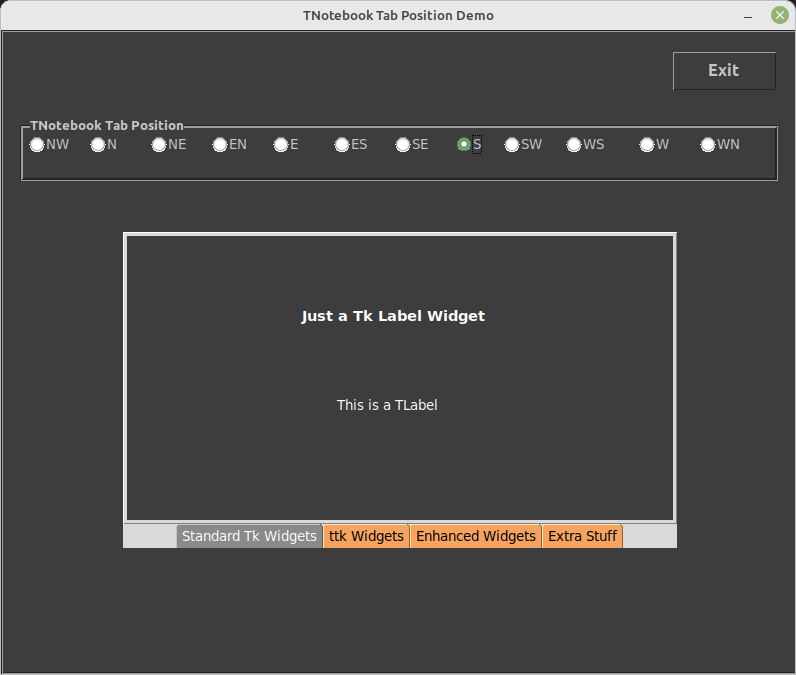 TNotebook Tab Position Demo
Exit
TNotebook Tab Position
NW N NE EN E ES SE S SW WS W WN
Just a Tk Label Widget
This is a TLabel
Standard Tk Widgets ttk Widgets Enhanced Widgets Extra Stuff